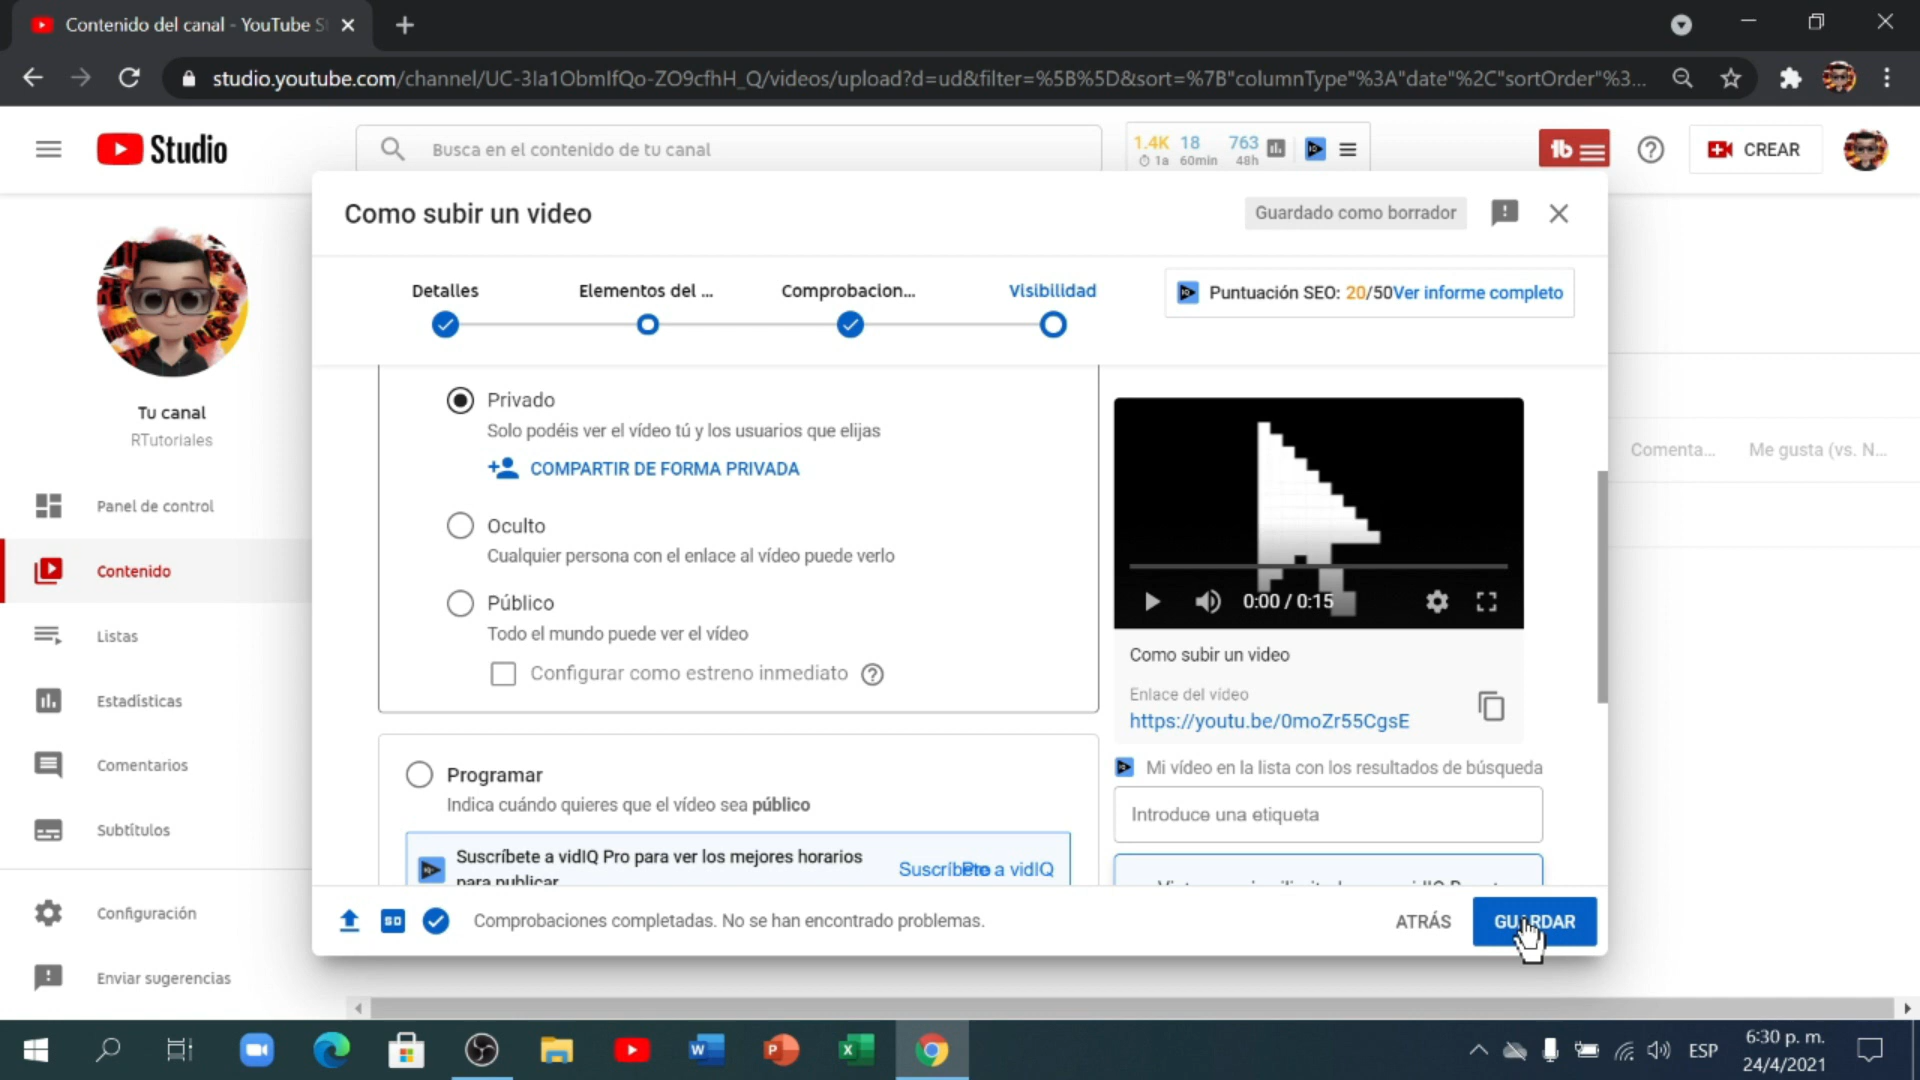 Contenido del canal - YouTube S
studio.youtube.com/channel/UC-3Ia1ObmIfQo-ZO9cfhH_Q/videos/upload?d=ud&filter=%5B%5D&sort=%7B"columnType"%3A"date"%2C"sortOrder"%3...
Studio
Busca en el contenido de tu canal
1.4K 18 763
1a 60min 48h
tb
CREAR
Como subir un video
Guardado como borrador
Detalles
Elementos del ...
Comprobacion...
Visibilidad
Puntuación SEO: 20/50Ver informe completo
Tu canal
RTutoriales
Panel de control
Contenido
Listas
Estadísticas
Comentarios
Subtítulos
Configuración
Enviar sugerencias
Privado
Solo podéis ver el vídeo tú y los usuarios que elijas
COMPARTIR DE FORMA PRIVADA
Oculto
Cualquier persona con el enlace al vídeo puede verlo
Público
Todo el mundo puede ver el vídeo
Configurar como estreno inmediato
Programar
Indica cuándo quieres que el vídeo sea público
Suscríbete a vidIQ Pro para ver los mejores horarios
para publicar
Suscríbete a vidIQ
Pro
0:00 / 0:15
Como subir un video
Enlace del vídeo
https://youtu.be/0moZr55CgsE
Mi vídeo en la lista con los resultados de búsqueda
Introduce una etiqueta
Comenta...
Me gusta (vs. N...
SD
Comprobaciones completadas. No se han encontrado problemas.
ATRÁS
GUARDAR
ESP
6:30 p. m.
24/4/2021